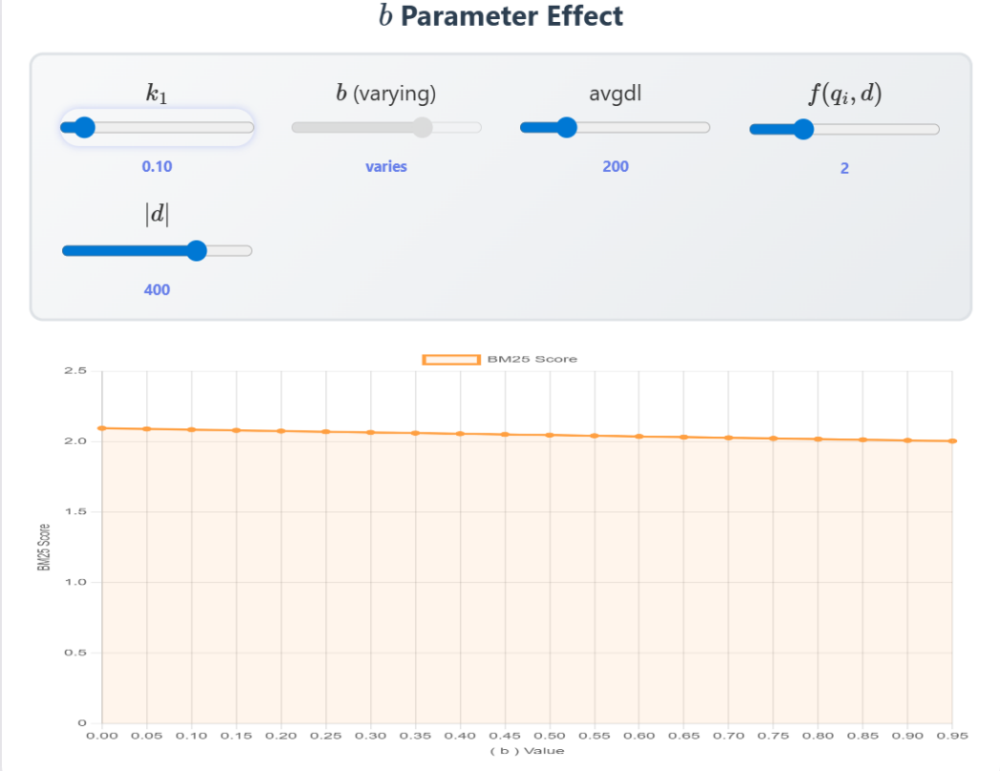 b Parameter Effect
k₁ b (varying) avgdl f(qᵢ, d)
0.10 varies 200 2
|d|
400
BM25 Score
2.5
2.0
1.5
1.0
0.5
0
BM25 Score
0.00 0.05 0.10 0.15 0.20 0.25 0.30 0.35 0.40 0.45 0.50 0.55 0.60 0.65 0.70 0.75 0.80 0.85 0.90 0.95
( b ) Value